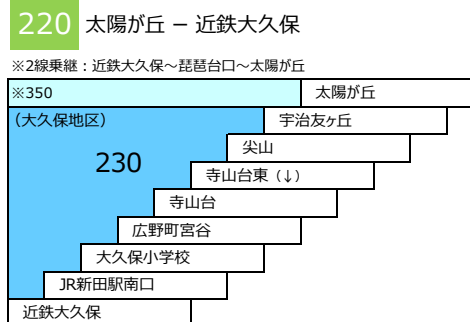 220 太陽が丘 − 近鉄大久保
※2線乗継：近鉄大久保～琵琶台口～太陽が丘
※350 太陽が丘
(大久保地区) 宇治友ヶ丘
230 尖山
寺山台東（↓）
寺山台
広野町宮谷
大久保小学校
JR新田駅南口
近鉄大久保